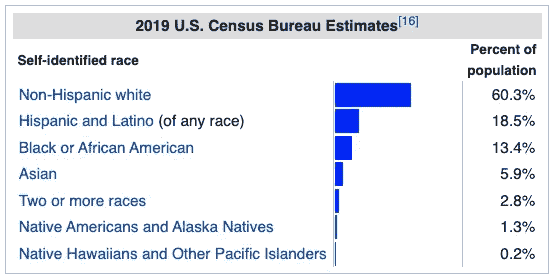 2019 U.S. Census Bureau Estimates[16]
Self-identified race
Percent of
population
Non-Hispanic white 60.3%
Hispanic and Latino (of any race) 18.5%
Black or African American 13.4%
Asian 5.9%
Two or more races 2.8%
Native Americans and Alaska Natives 1.3%
Native Hawaiians and Other Pacific Islanders 0.2%